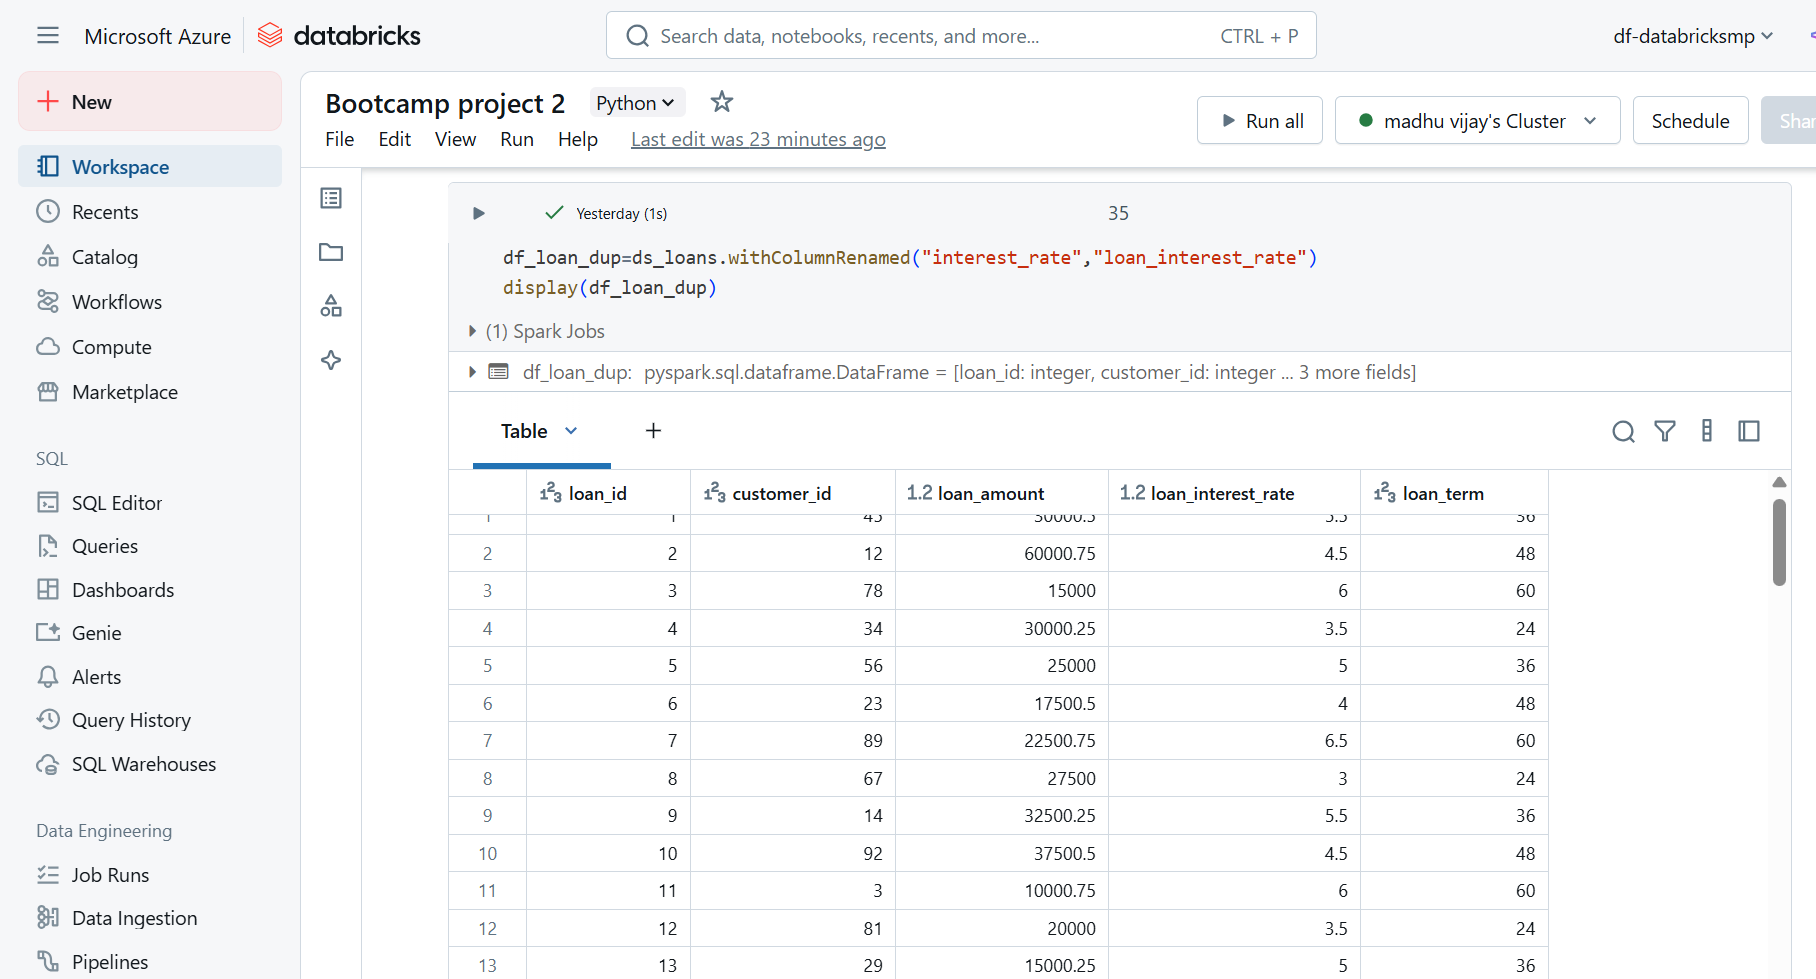 Microsoft Azure databricks Search data, notebooks, recents, and more... CTRL + P df-databricksmp
New
Workspace
Recents
Catalog
Workflows
Compute
Marketplace
SQL
SQL Editor
Queries
Dashboards
Genie
Alerts
Query History
SQL Warehouses
Data Engineering
Job Runs
Data Ingestion
Pipelines
Bootcamp project 2 Python
File Edit View Run Help Last edit was 23 minutes ago
Run all madhu vijay's Cluster Schedule
Yesterday (1s) 35
df_loan_dup=ds_loans.withColumnRenamed("interest_rate","loan_interest_rate")
display(df_loan_dup)
(1) Spark Jobs
df_loan_dup: pyspark.sql.dataframe.DataFrame = [loan_id: integer, customer_id: integer ... 3 more fields]
Table +
123 loan_id 123 customer_id 1.2 loan_amount 1.2 loan_interest_rate 123 loan_term
2 2 12 60000.75 4.5 48
3 3 78 15000 6 60
4 4 34 30000.25 3.5 24
5 5 56 25000 5 36
6 6 23 17500.5 4 48
7 7 89 22500.75 6.5 60
8 8 67 27500 3 24
9 9 14 32500.25 5.5 36
10 10 92 37500.5 4.5 48
11 11 3 10000.75 6 60
12 12 81 20000 3.5 24
13 13 29 15000.25 5 36